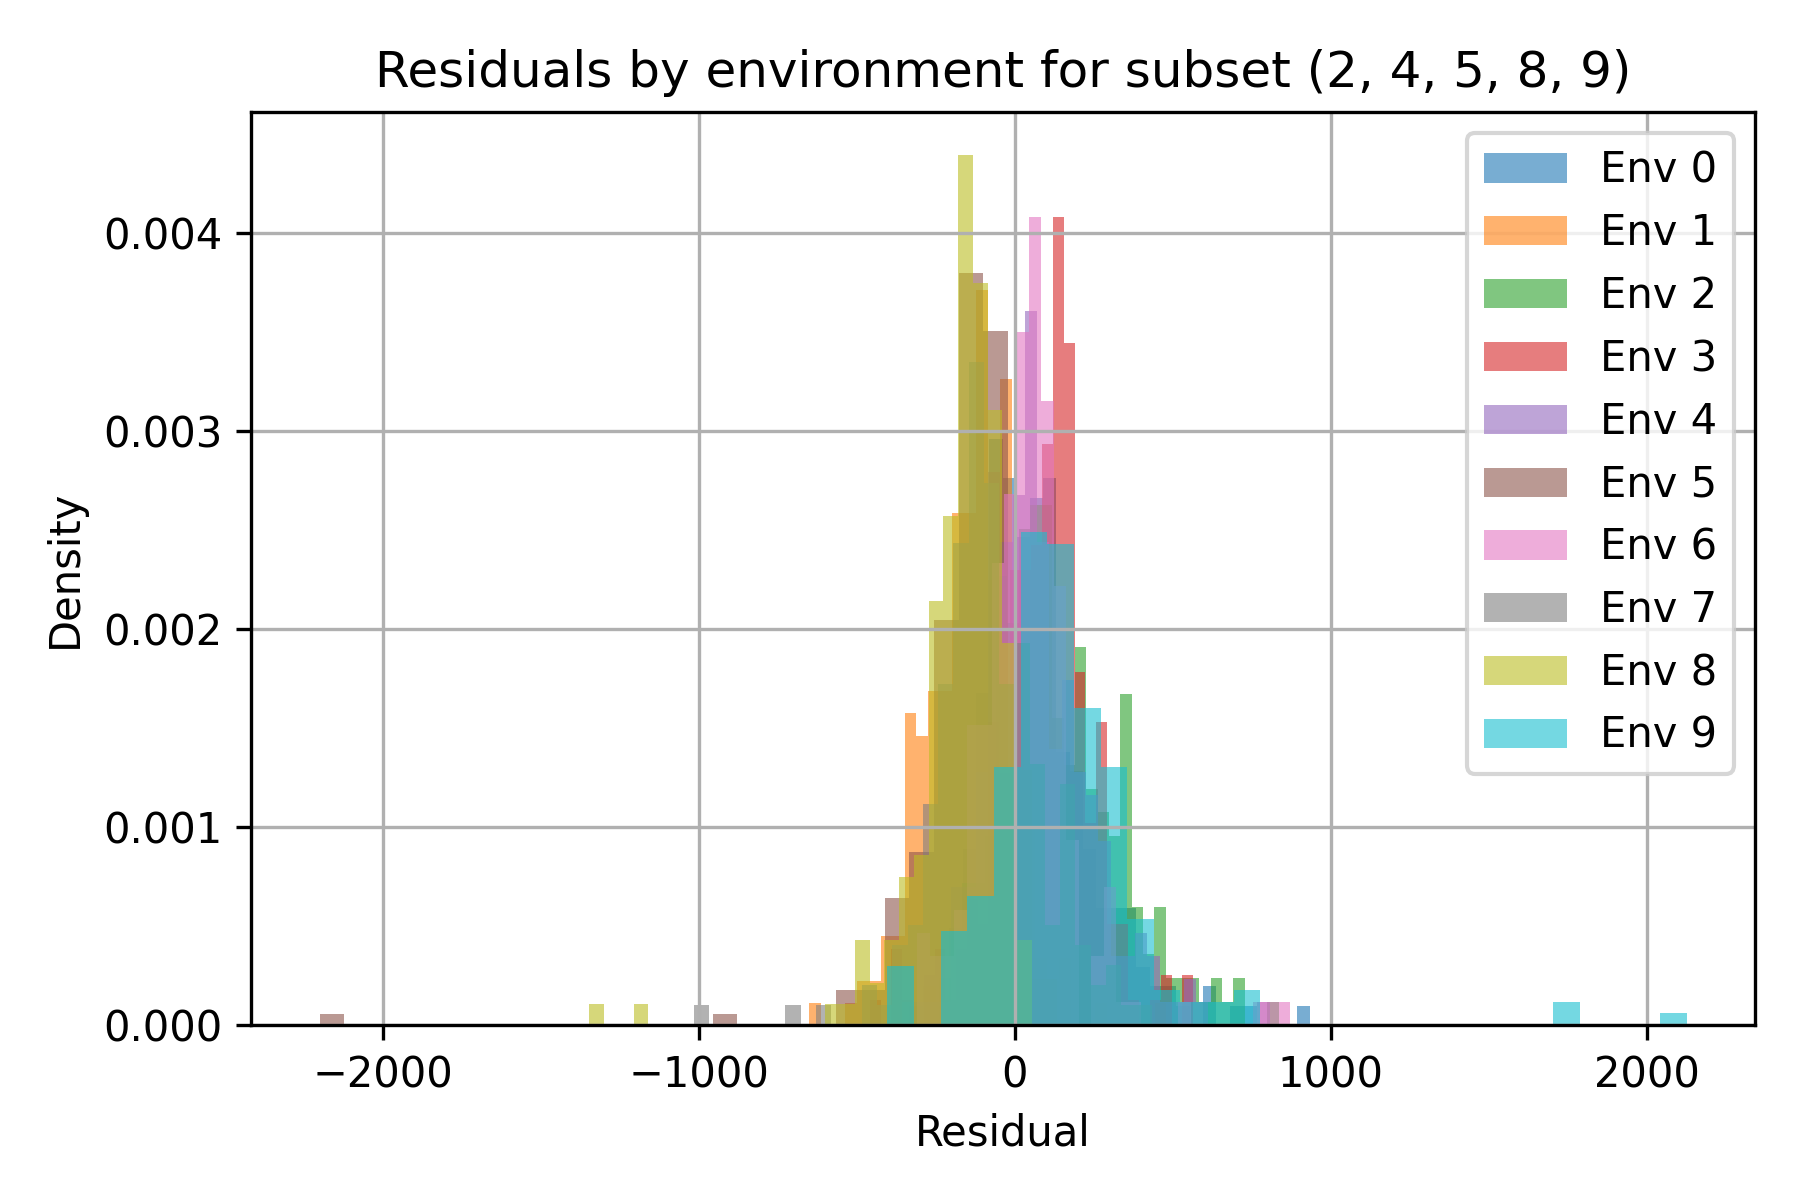 Residuals by environment for subset (2, 4, 5, 8, 9)
Env 0
Env 1
Env 2
Env 3
Env 4
Env 5
Env 6
Env 7
Env 8
Env 9
Density
0.004
0.003
0.002
0.001
0.000
−2000
−1000
0
1000
2000
Residual